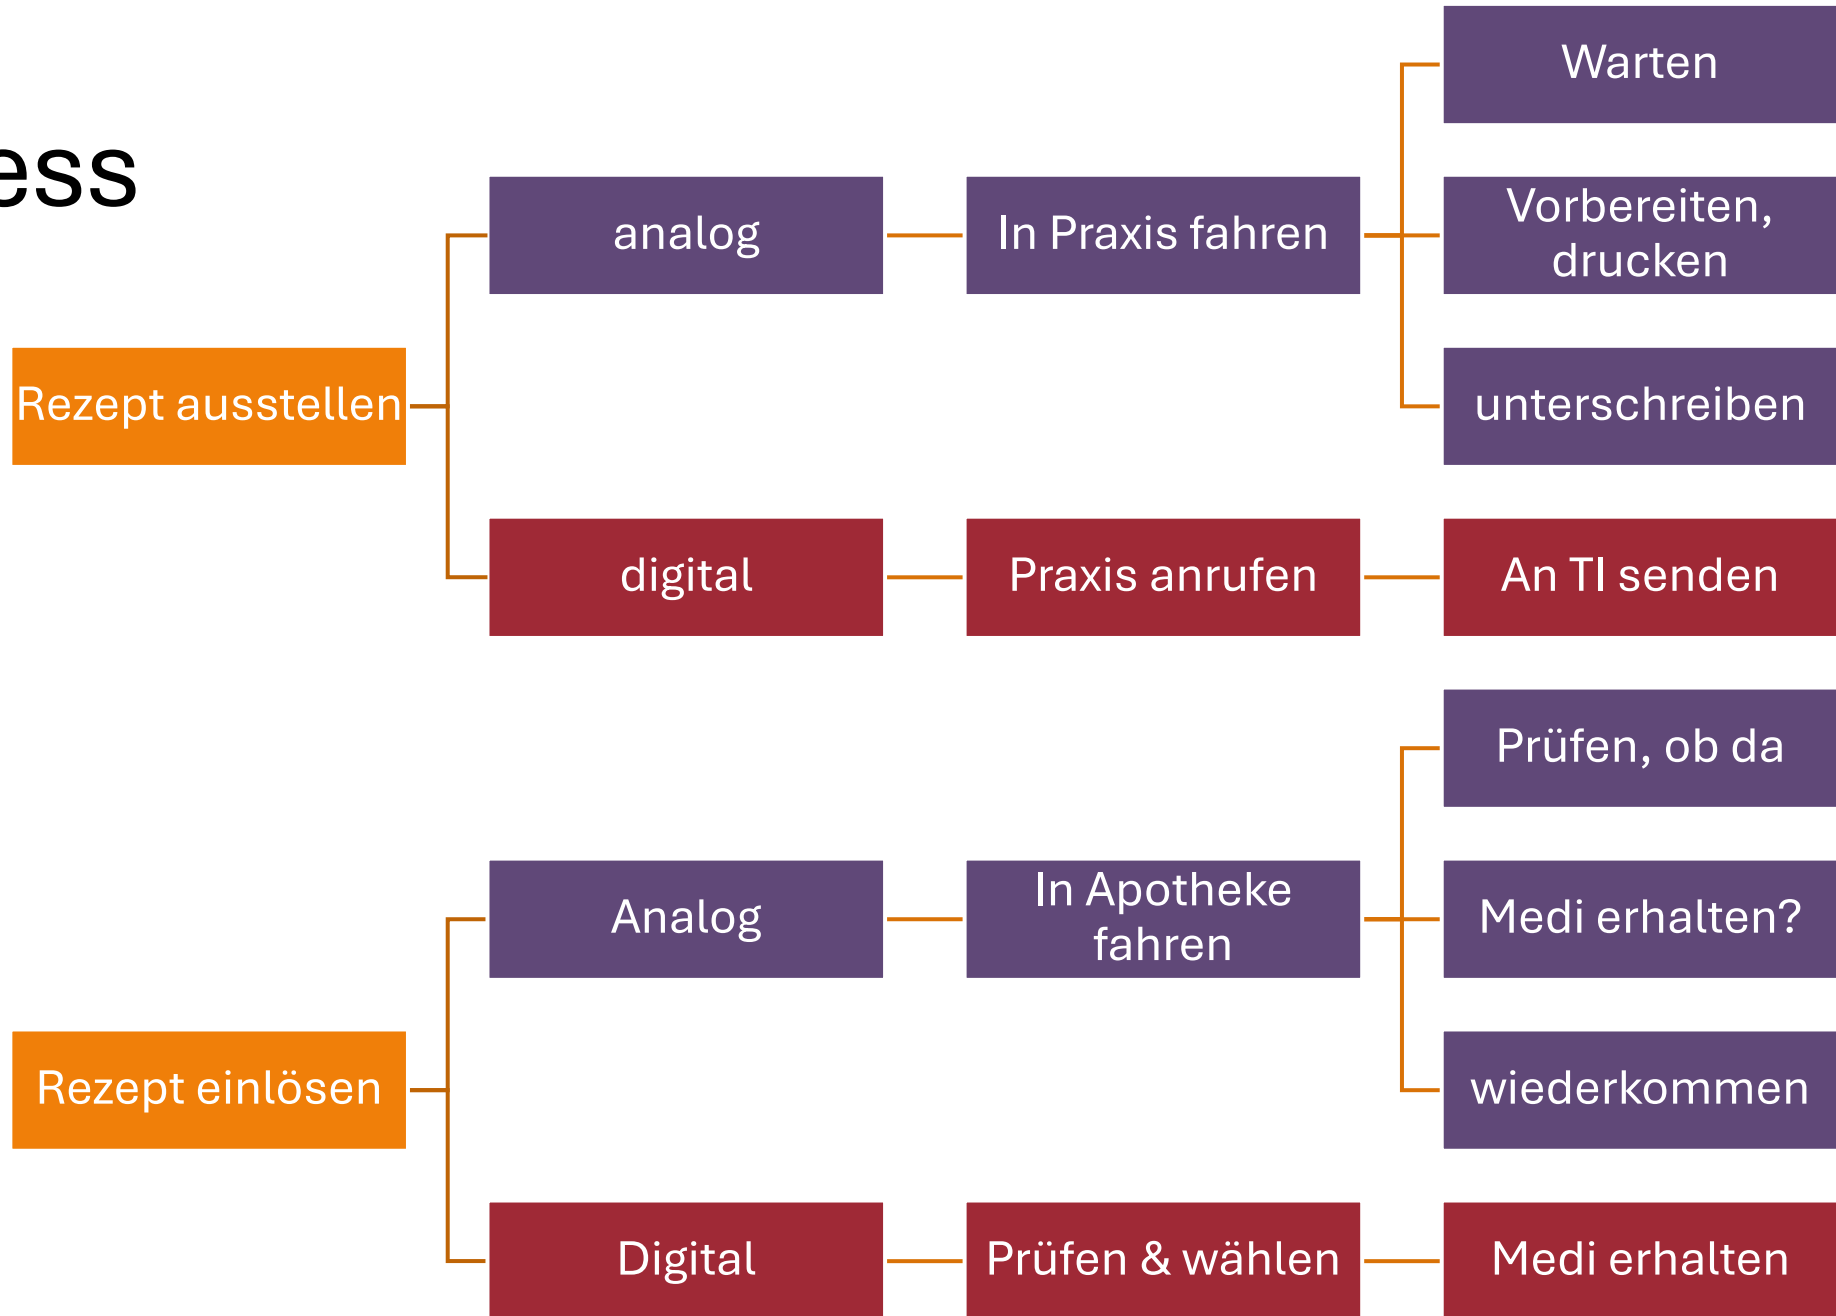 ess
Rezept ausstellen
analog
In Praxis fahren
Warten
Vorbereiten,
drucken
unterschreiben
digital
Praxis anrufen
An TI senden
Rezept einlösen
Analog
In Apotheke
fahren
Prüfen, ob da
Medi erhalten?
wiederkommen
Digital
Prüfen & wählen
Medi erhalten